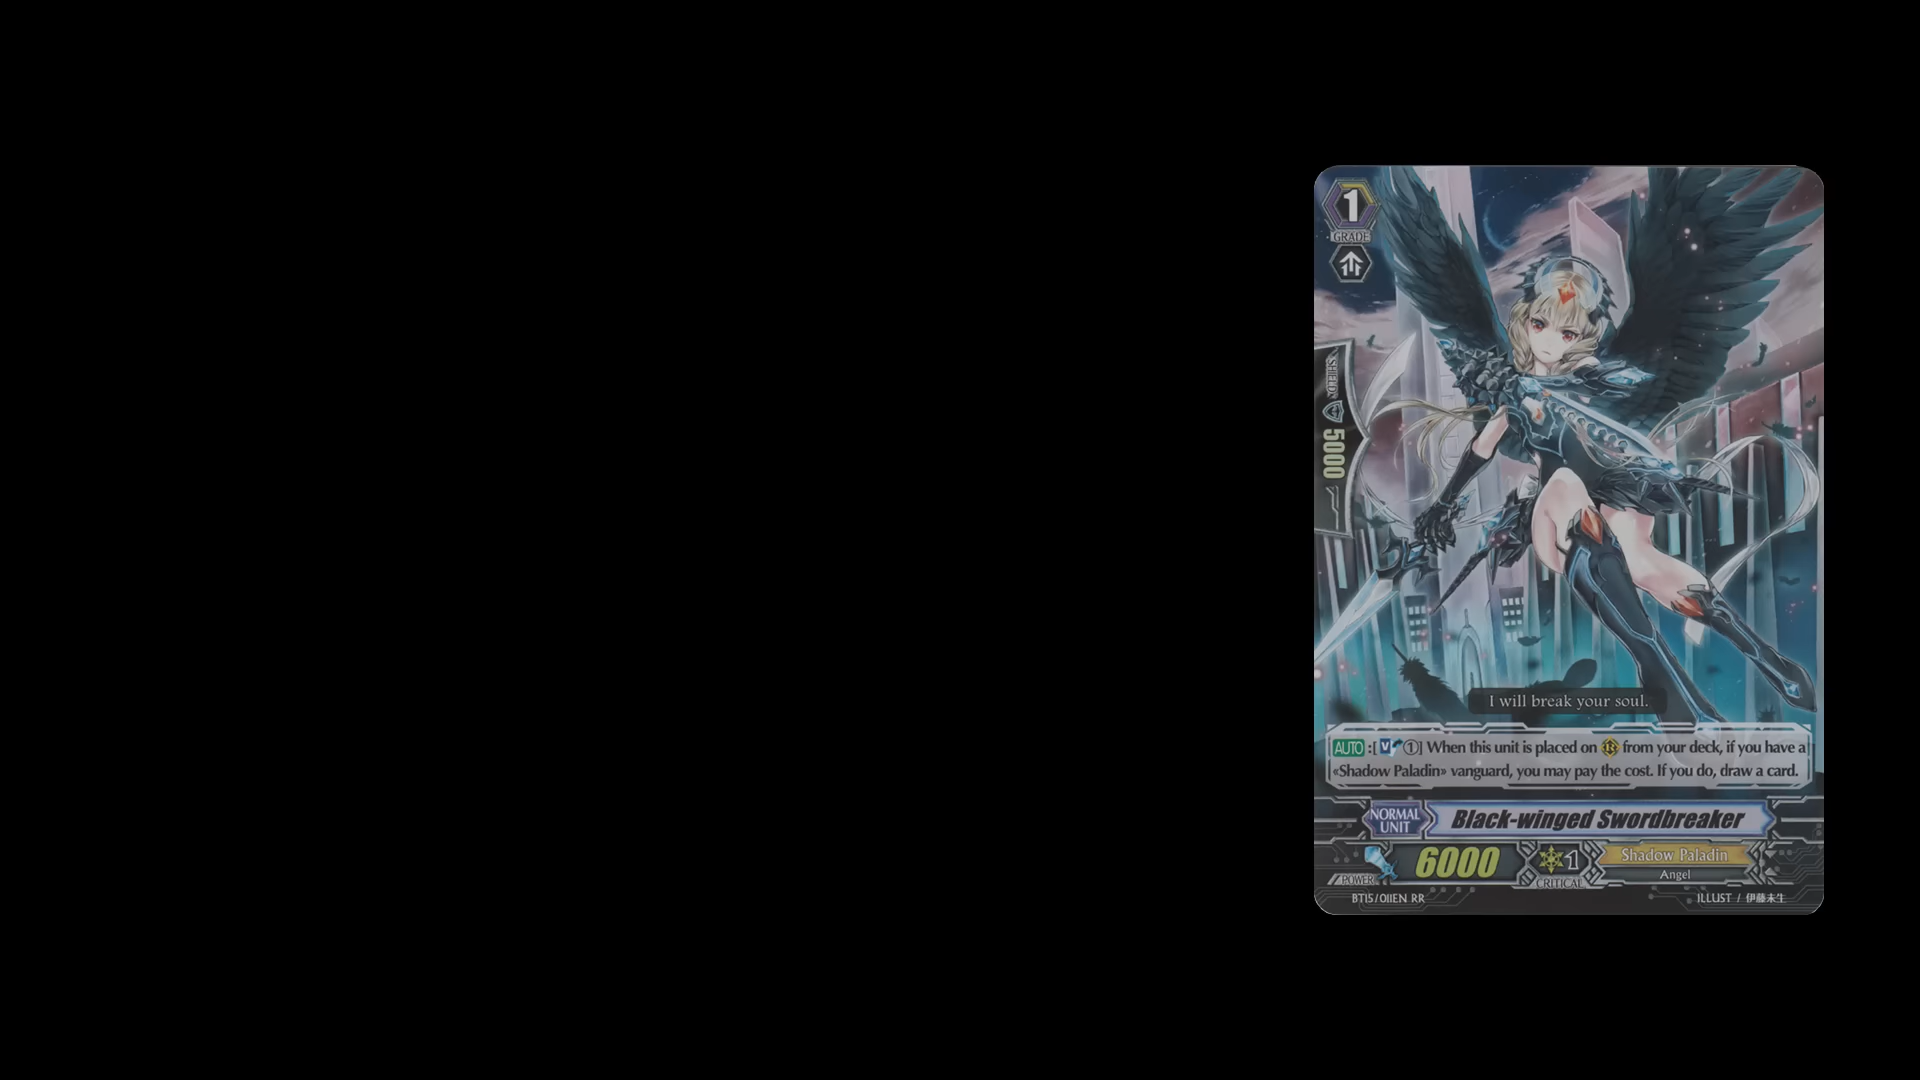 1
GRADE
SHIELD
5000
I will break your soul.
AUTO:[V①] When this unit is placed on R from your deck, if you have a
«Shadow Paladin» vanguard, you may pay the cost. If you do, draw a card.
NORMAL
UNIT
Black-winged Swordbreaker
POWER
6000
1
CRITICAL
Shadow Paladin
Angel
BT15/011EN RR
ILLUST / 伊藤未生